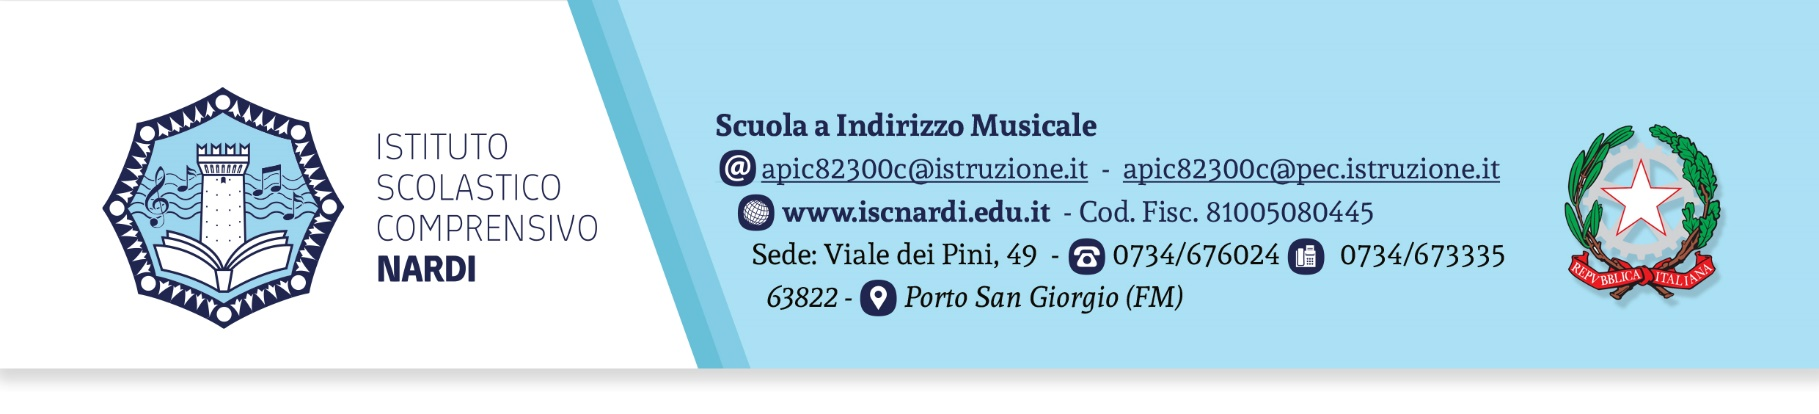 ISTITUTO
SCOLASTICO
COMPRENSIVO
NARDI
Scuola a Indirizzo Musicale
@ apic82300c@istruzione.it - apic82300c@pec.istruzione.it
www.iscnardi.edu.it - Cod. Fisc. 81005080445
Sede: Viale dei Pini, 49 - 0734/676024 0734/673335
63822 - Porto San Giorgio (FM)
REPVBBLICA ITALIANA